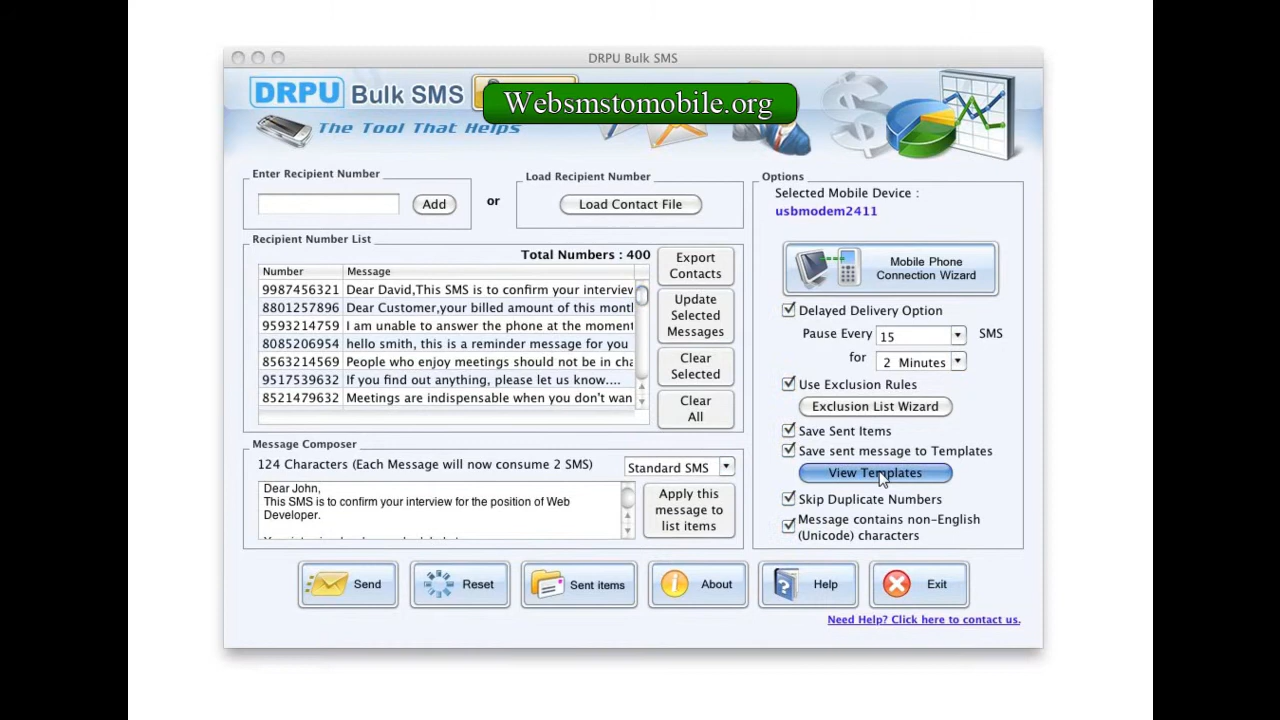 DRPU Bulk SMS
DRPU Bulk SMS
Websmstomobile.org
The Tool That Helps
Enter Recipient Number
Add
or
Load Recipient Number
Load Contact File
Recipient Number List
Total Numbers : 400
Number Message
9987456321 Dear David,This SMS is to confirm your interview
8801257896 Dear Customer,your billed amount of this mont
9593214759 I am unable to answer the phone at the moment
8085206954 hello smith, this is a reminder message for you
8563214569 People who enjoy meetings should not be in cha
9517539632 If you find out anything, please let us know....
8521479632 Meetings are indispensable when you don't wan
Export
Contacts
Update
Selected
Messages
Clear
Selected
Clear
All
Message Composer
124 Characters (Each Message will now consume 2 SMS)
Standard SMS
Dear John,
This SMS is to confirm your interview for the position of Web
Developer.
Apply this
message to
list items
Options
Selected Mobile Device :
usbmodem2411
Mobile Phone
Connection Wizard
Delayed Delivery Option
Pause Every 15 SMS
for 2 Minutes
Use Exclusion Rules
Exclusion List Wizard
Save Sent Items
Save sent message to Templates
View Templates
Skip Duplicate Numbers
Message contains non-English
(Unicode) characters
Send
Reset
Sent items
About
Help
Exit
Need Help? Click here to contact us.